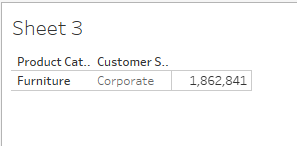 Sheet 3
Product Cat.. Customer S..
Furniture Corporate 1,862,841